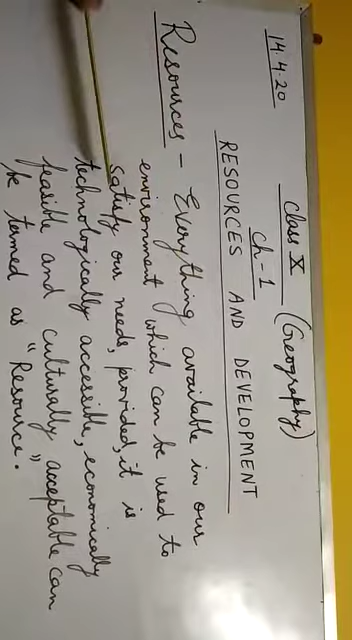 14.4.20
Class X (Geography)
Ch-1
RESOURCES AND DEVELOPMENT
Resources - Everything available in our
environment which can be used to
satisfy our needs, provided, it is
technologically accessible, economically
feasible and culturally acceptable can
be termed as "Resource".